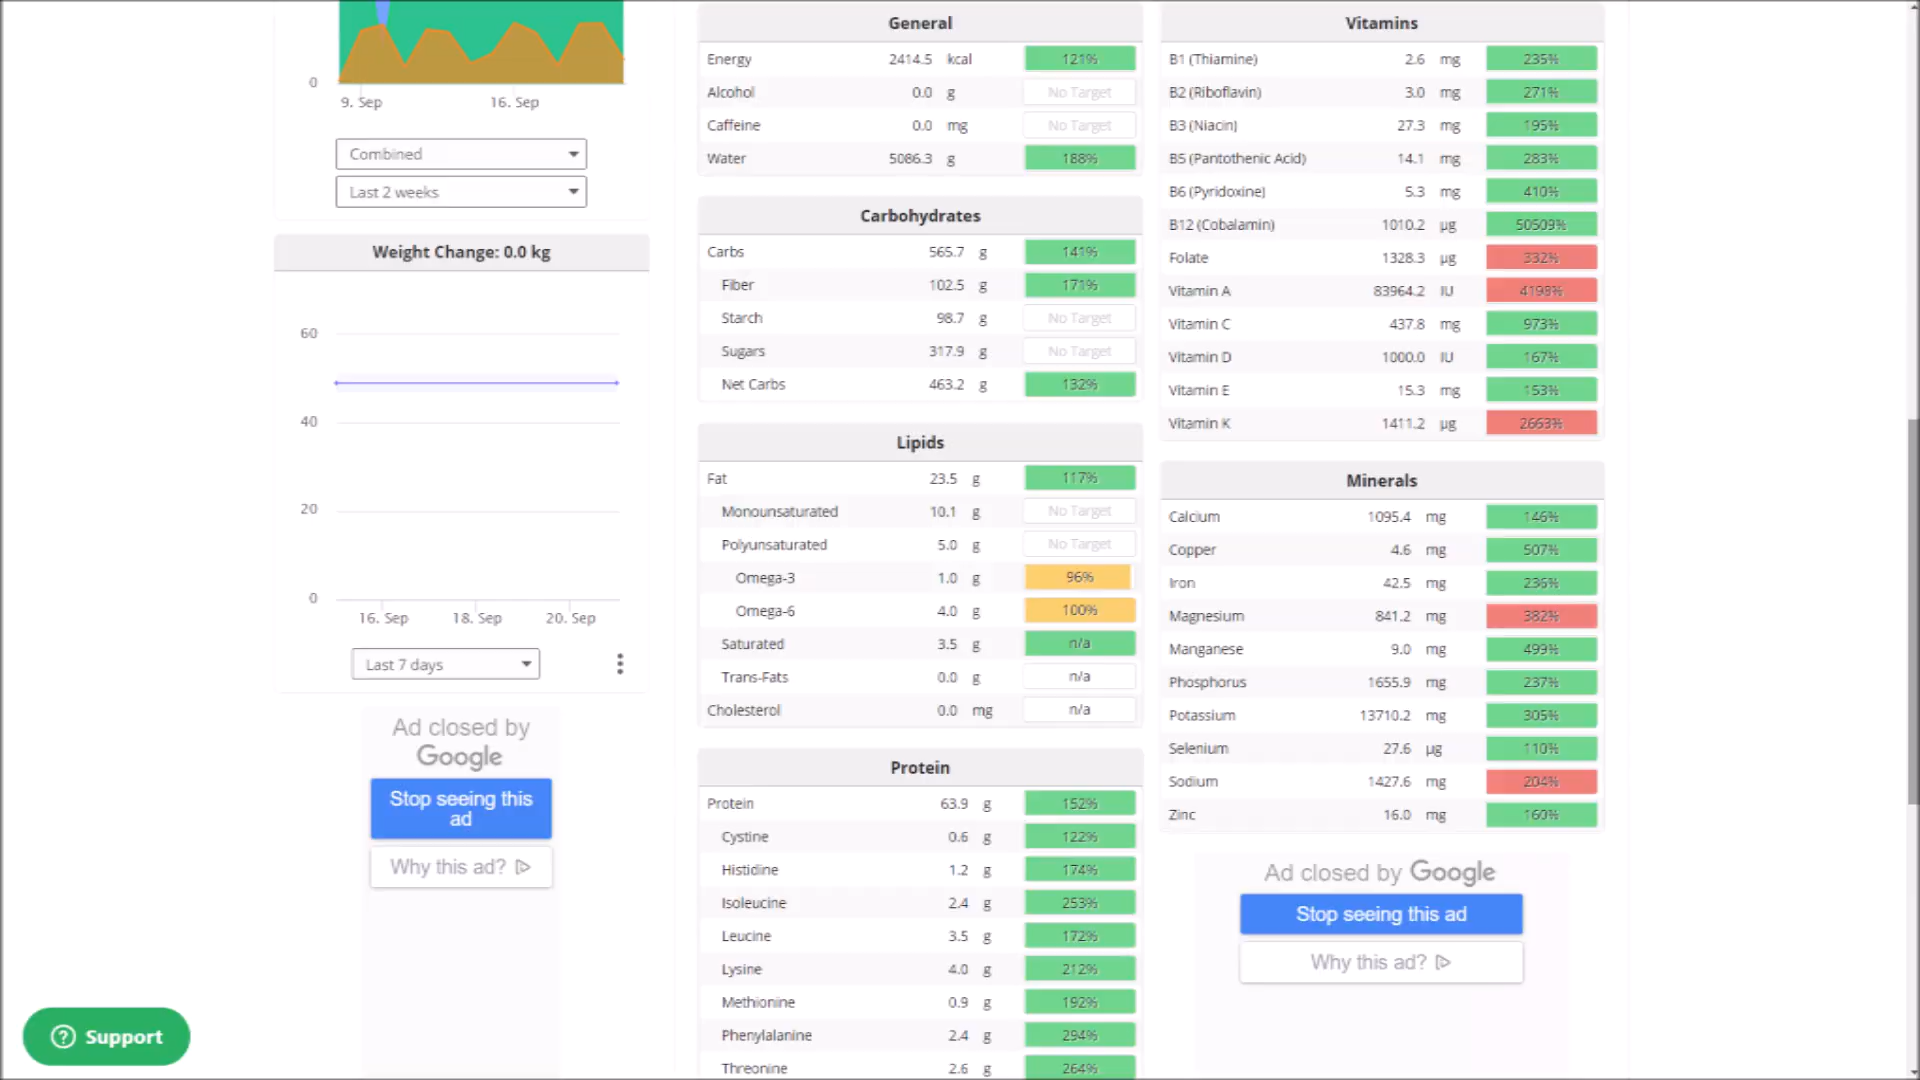 0
9. Sep 16. Sep
Combined
Last 2 weeks
Weight Change: 0.0 kg
60
40
20
0
16. Sep 18. Sep 20. Sep
Last 7 days
Ad closed by
Google
Stop seeing this
ad
Why this ad?
Support
General
Energy 2414.5 kcal 121%
Alcohol 0.0 g No Target
Caffeine 0.0 mg No Target
Water 5086.3 g 188%
Carbohydrates
Carbs 565.7 g 141%
Fiber 102.5 g 171%
Starch 98.7 g No Target
Sugars 317.9 g No Target
Net Carbs 463.2 g 132%
Lipids
Fat 23.5 g 117%
Monounsaturated 10.1 g No Target
Polyunsaturated 5.0 g No Target
Omega-3 1.0 g 96%
Omega-6 4.0 g 100%
Saturated 3.5 g n/a
Trans-Fats 0.0 g n/a
Cholesterol 0.0 mg n/a
Protein
Protein 63.9 g 152%
Cystine 0.6 g 122%
Histidine 1.2 g 174%
Isoleucine 2.4 g 253%
Leucine 3.5 g 172%
Lysine 4.0 g 212%
Methionine 0.9 g 192%
Phenylalanine 2.4 g 294%
Threonine 2.6 g 264%
Vitamins
B1 (Thiamine) 2.6 mg 235%
B2 (Riboflavin) 3.0 mg 271%
B3 (Niacin) 27.3 mg 195%
B5 (Pantothenic Acid) 14.1 mg 283%
B6 (Pyridoxine) 5.3 mg 410%
B12 (Cobalamin) 1010.2 µg 50509%
Folate 1328.3 µg 332%
Vitamin A 83964.2 IU 4198%
Vitamin C 437.8 mg 973%
Vitamin D 1000.0 IU 167%
Vitamin E 15.3 mg 153%
Vitamin K 1411.2 µg 2663%
Minerals
Calcium 1095.4 mg 146%
Copper 4.6 mg 507%
Iron 42.5 mg 236%
Magnesium 841.2 mg 382%
Manganese 9.0 mg 499%
Phosphorus 1655.9 mg 237%
Potassium 13710.2 mg 305%
Selenium 27.6 µg 110%
Sodium 1427.6 mg 204%
Zinc 16.0 mg 160%
Ad closed by Google
Stop seeing this ad
Why this ad?